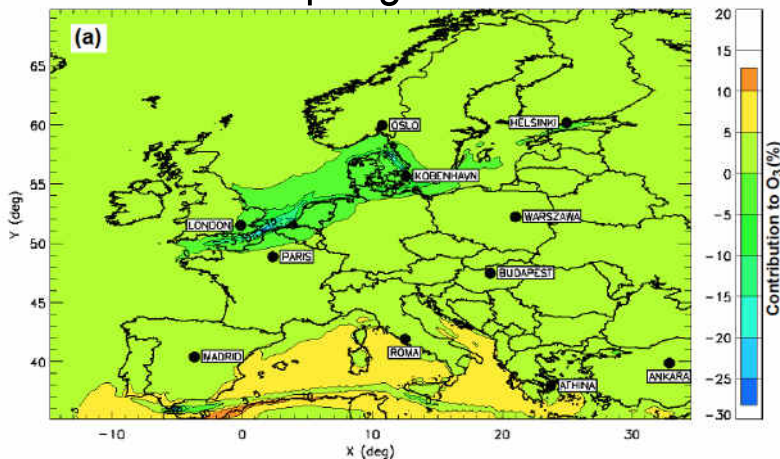 (a)
OSLO
HELSINKI
KOBENHAVN
LONDON
WARSZAWA
PARIS
BUDAPEST
MADRID
ROMA
ATHINA
ANKARA
65
60
55
50
45
40
Y (deg)
-10
0
10
20
30
X (deg)
20
15
10
5
0
-5
-10
-15
-20
-25
-30
Contribution to O3(%)